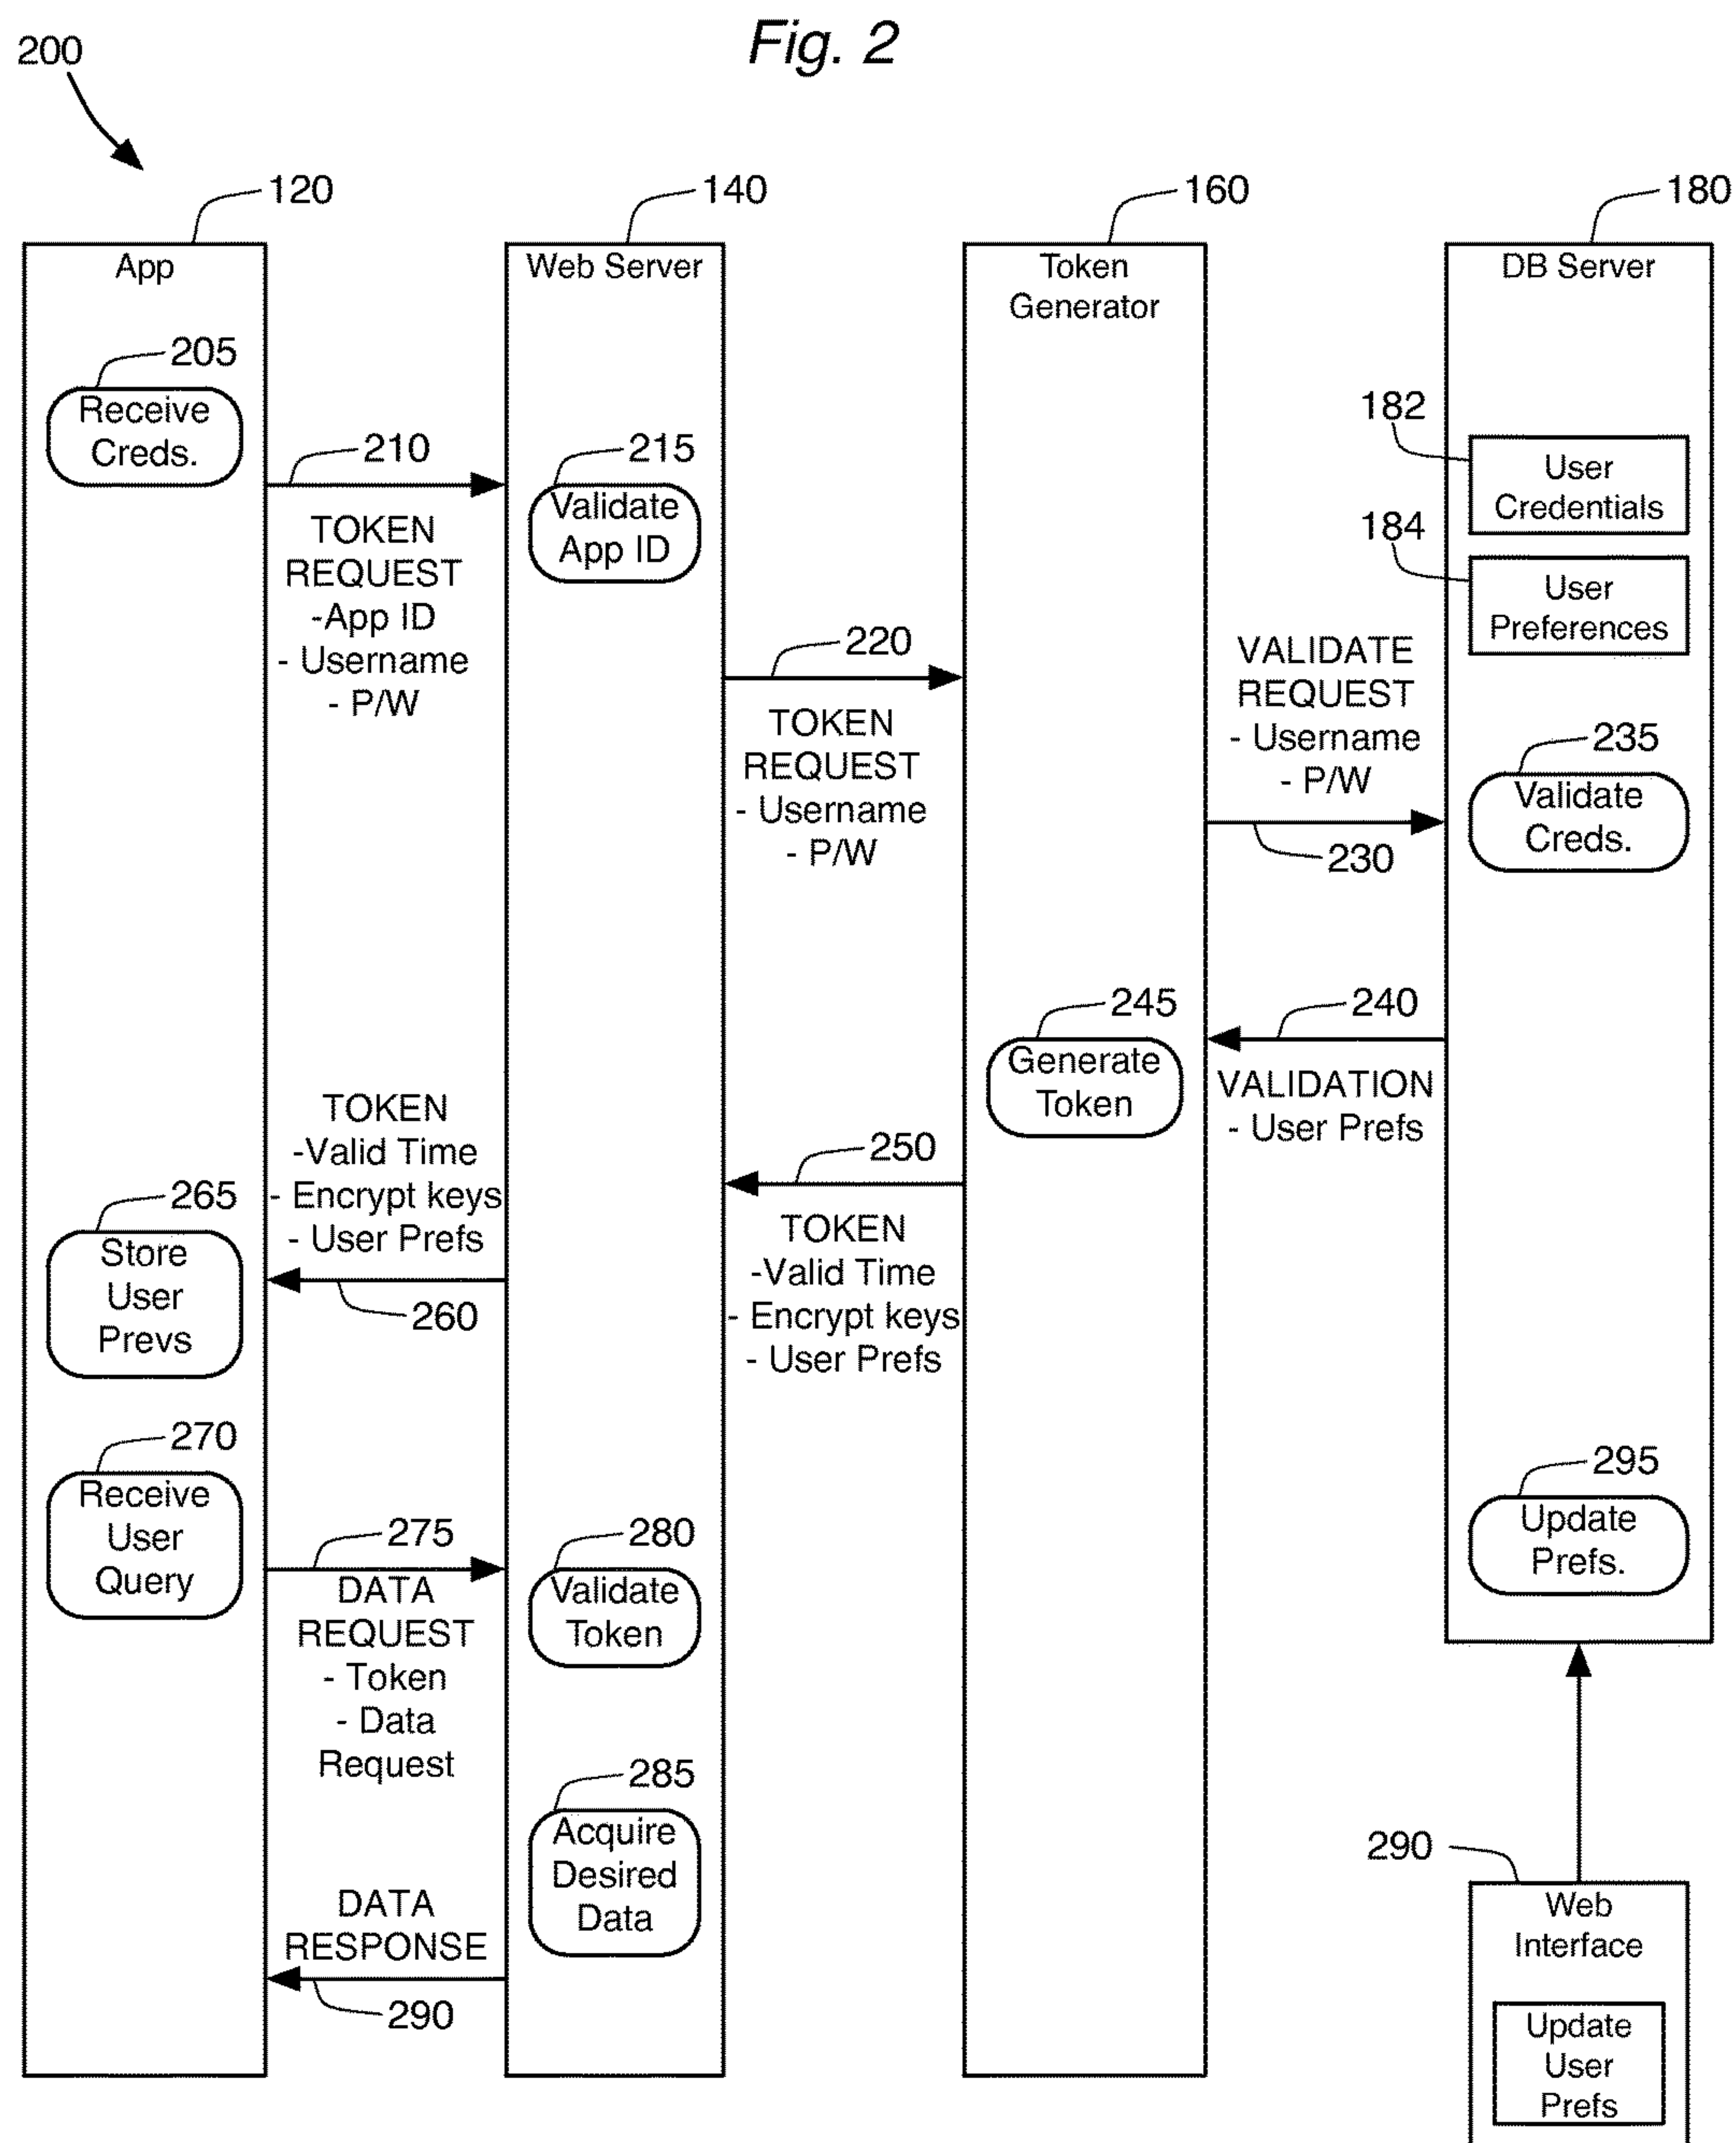 Fig. 2
200
120
140
160
180
App
Web Server
Token
Generator
DB Server
205
Receive
Creds.
210
TOKEN
REQUEST
-App ID
- Username
- P/W
215
Validate
App ID
220
TOKEN
REQUEST
- Username
- P/W
182
User
Credentials
184
User
Preferences
VALIDATE
REQUEST
- Username
- P/W
230
235
Validate
Creds.
240
VALIDATION
- User Prefs
245
Generate
Token
250
TOKEN
-Valid Time
- Encrypt keys
- User Prefs
TOKEN
-Valid Time
- Encrypt keys
- User Prefs
260
265
Store
User
Prevs
270
Receive
User
Query
275
DATA
REQUEST
- Token
- Data
Request
280
Validate
Token
285
Acquire
Desired
Data
DATA
RESPONSE
290
295
Update
Prefs.
290
Web
Interface
Update
User
Prefs